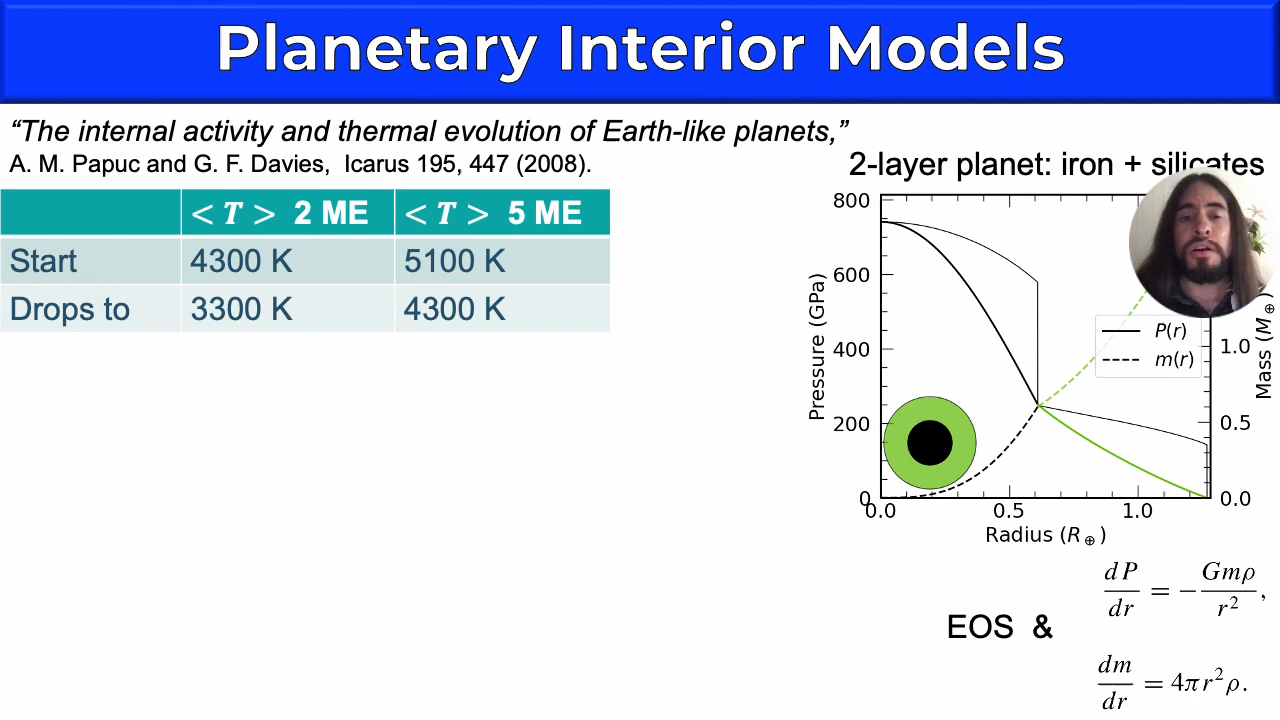 Planetary Interior Models
“The internal activity and thermal evolution of Earth-like planets,”
A. M. Papuc and G. F. Davies, Icarus 195, 447 (2008).
<T> 2 ME <T> 5 ME
Start 4300 K 5100 K
Drops to 3300 K 4300 K
2-layer planet: iron + silicates
800
600
400
200
0
Pressure (GPa)
0.0 0.5 1.0
Radius (R⊕)
P(r)
m(r)
1.0
0.5
0.0
Mass (M⊕)
EOS &
dP/dr = − Gmρ/r²,
dm/dr = 4πr²ρ.